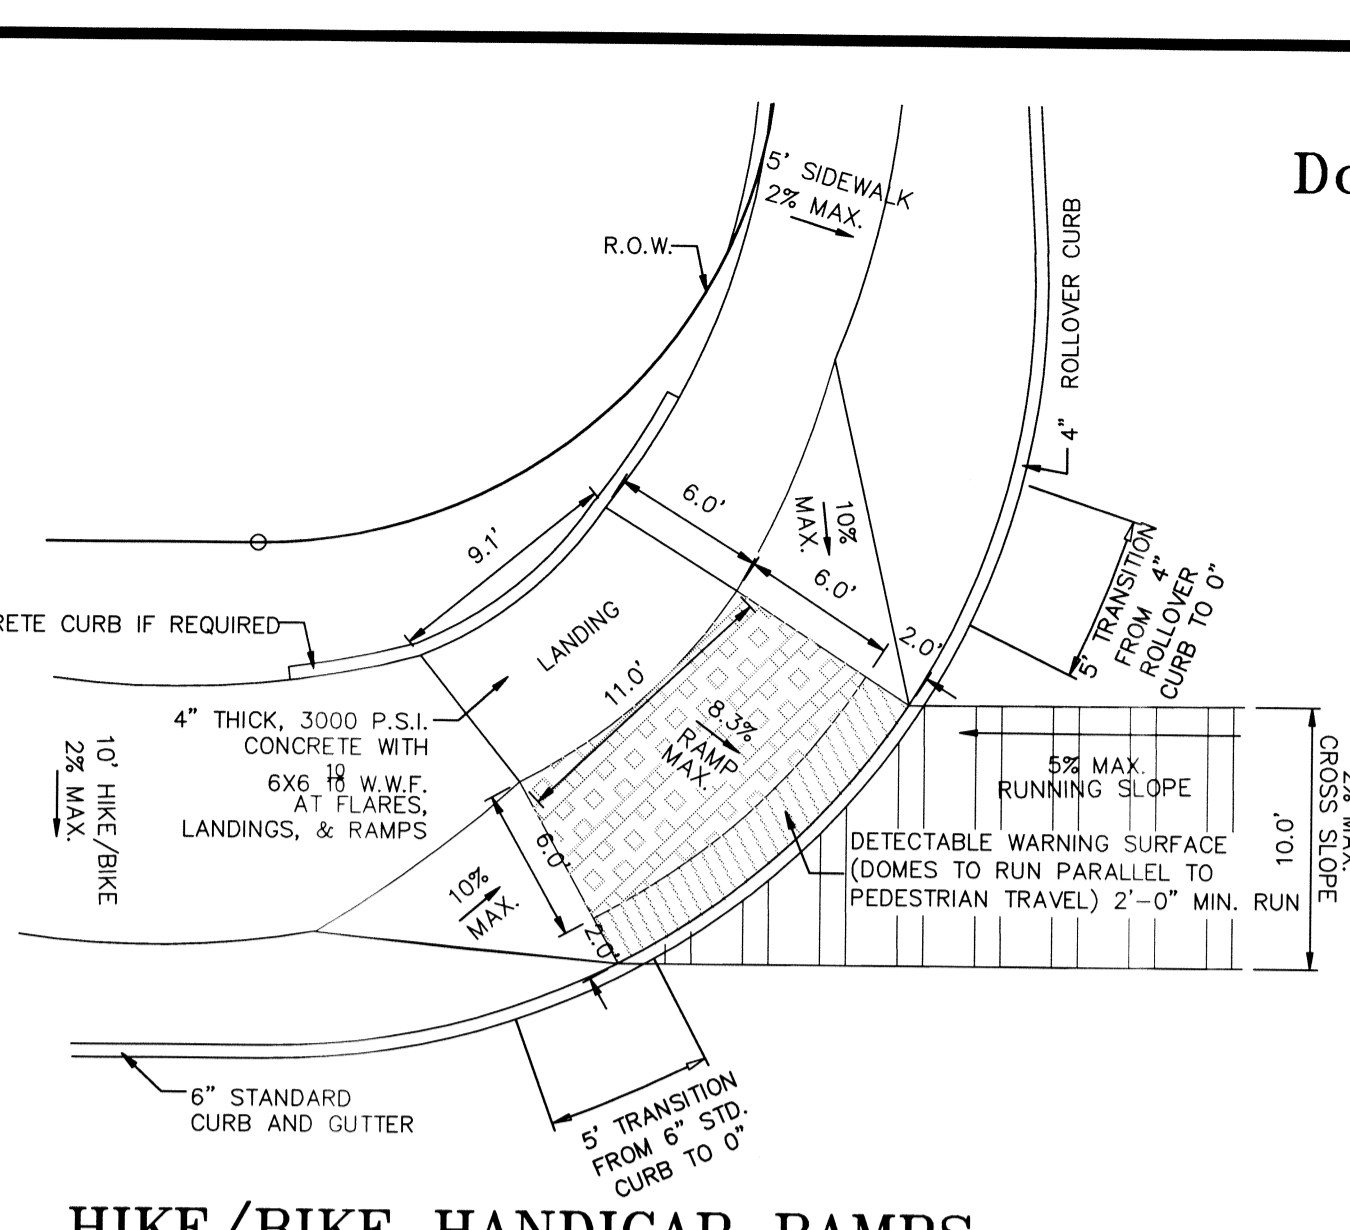 Do
5' SIDEWALK
2% MAX.
R.O.W.
4" ROLLOVER CURB
6.0'
9.1'
10%
MAX.
6.0'
2.0'
5' TRANSITION
FROM 4"
ROLLOVER
CURB TO 0"
RETE CURB IF REQUIRED
LANDING
11.0'
4" THICK, 3000 P.S.I.
CONCRETE WITH
6X6 10/10 W.W.F.
AT FLARES,
LANDINGS, & RAMPS
8.3%
RAMP
MAX.
10' HIKE/BIKE
2% MAX.
5% MAX.
RUNNING SLOPE
2% MAX.
CROSS SLOPE
10.0'
DETECTABLE WARNING SURFACE
(DOMES TO RUN PARALLEL TO
PEDESTRIAN TRAVEL) 2'-0" MIN. RUN
6.0'
10%
MAX.
2.0'
6" STANDARD
CURB AND GUTTER
5' TRANSITION
FROM 6" STD.
CURB TO 0"
HIKE/BIKE HANDICAP RAMPS